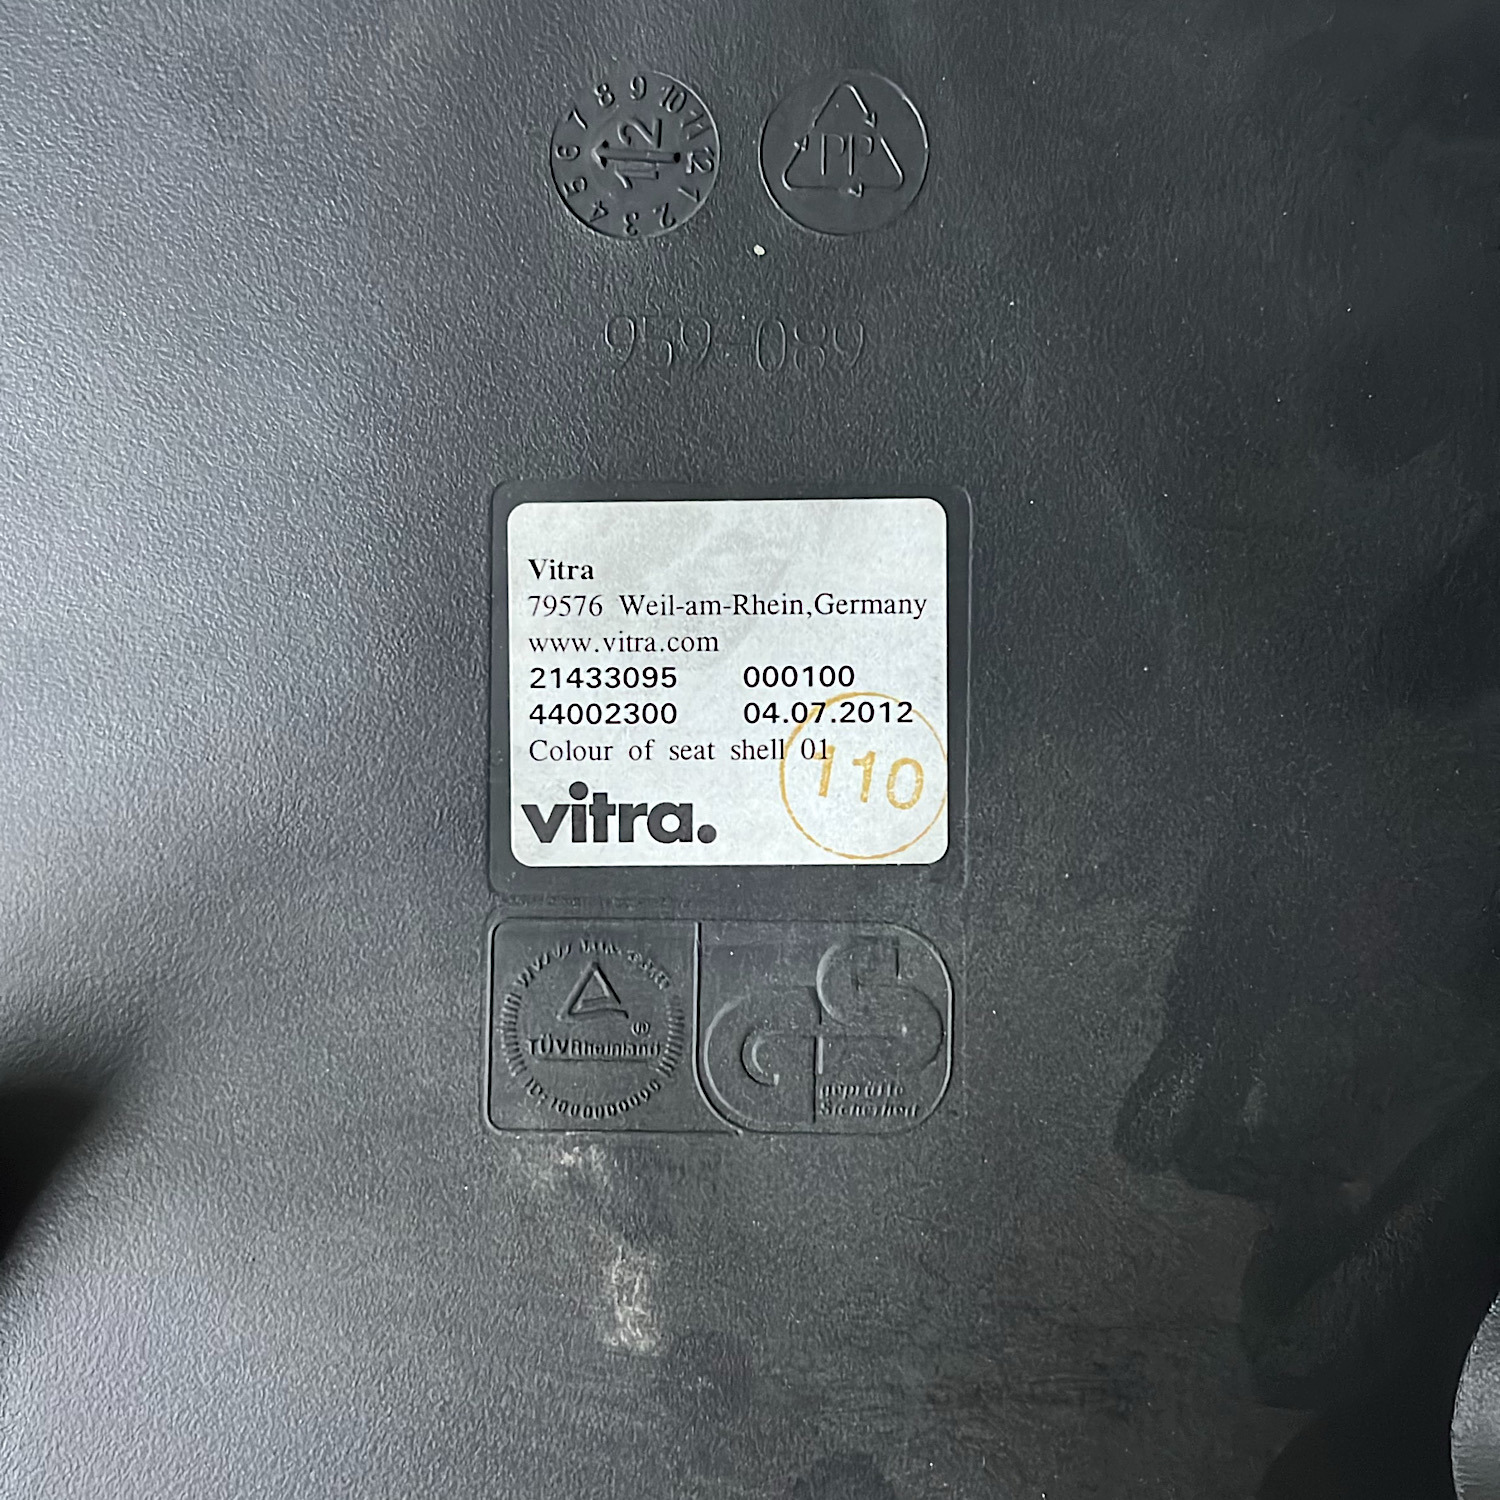 8 9 10 11 12 1 2 3 4 5 6 7
12
PP
959-089
Vitra
79576 Weil-am-Rhein,Germany
www.vitra.com
21433095 000100
44002300 04.07.2012
Colour of seat shell 01
110
vitra.
TÜVRheinland
®
geprüfte
Sicherheit